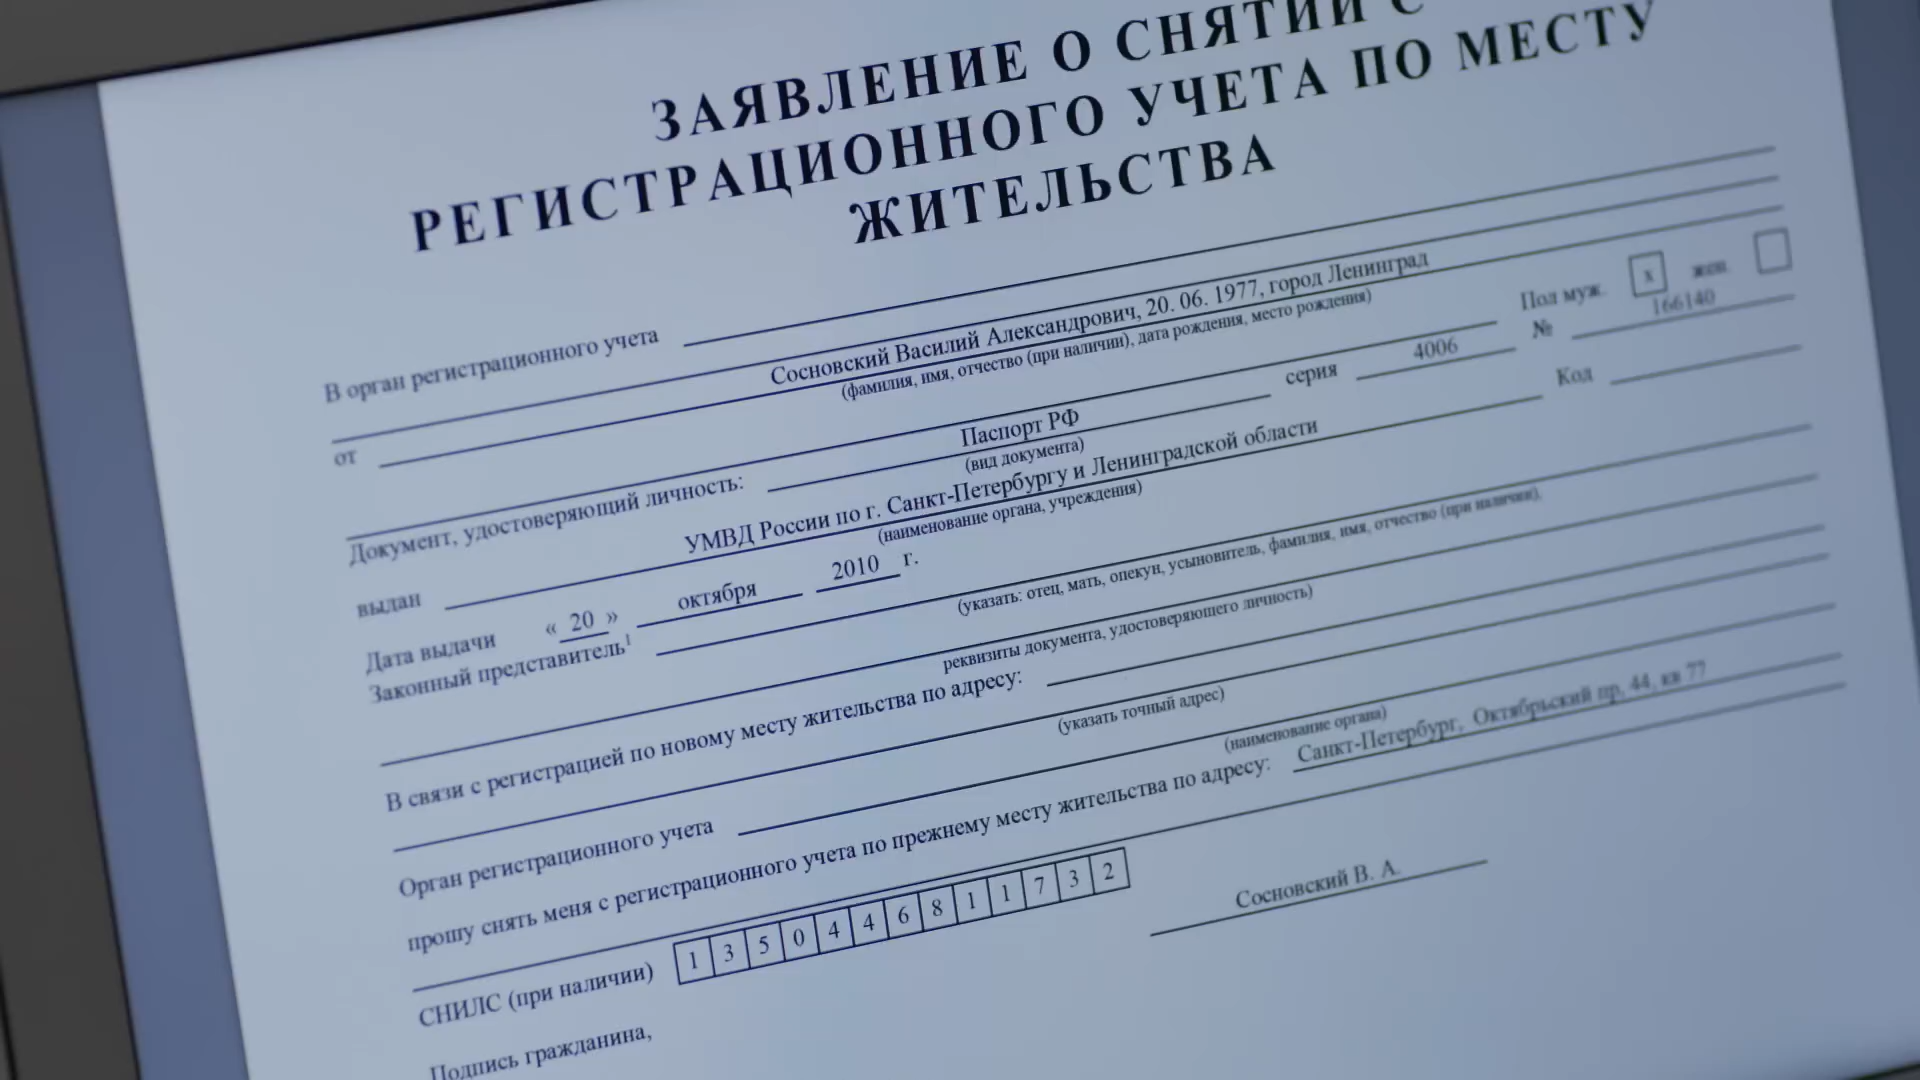 ЗАЯВЛЕНИЕ О СНЯТИИ С
РЕГИСТРАЦИОННОГО УЧЕТА ПО МЕСТУ
ЖИТЕЛЬСТВА
В орган регистрационного учета
от Сосновский Василий Александрович, 20. 06. 1977, город Ленинград
(фамилия, имя, отчество (при наличии), дата рождения, место рождения)
Пол муж. x жен.
Документ, удостоверяющий личность: Паспорт РФ серия 4006 № 166140
(вид документа)
выдан УМВД России по г. Санкт-Петербургу и Ленинградской области Код
(наименование органа, учреждения)
Дата выдачи « 20 » октября 2010 г.
Законный представитель1
(указать: отец, мать, опекун, усыновитель, фамилия, имя, отчество (при наличии),
реквизиты документа, удостоверяющего личность)
В связи с регистрацией по новому месту жительства по адресу:
(указать точный адрес)
Орган регистрационного учета
(наименование органа)
прошу снять меня с регистрационного учета по прежнему месту жительства по адресу: Санкт-Петербург, Октябрьский пр, 44, кв 77
СНИЛС (при наличии) 1 3 5 0 4 4 6 8 1 1 7 3 2
Сосновский В. А.
Подпись гражданина,